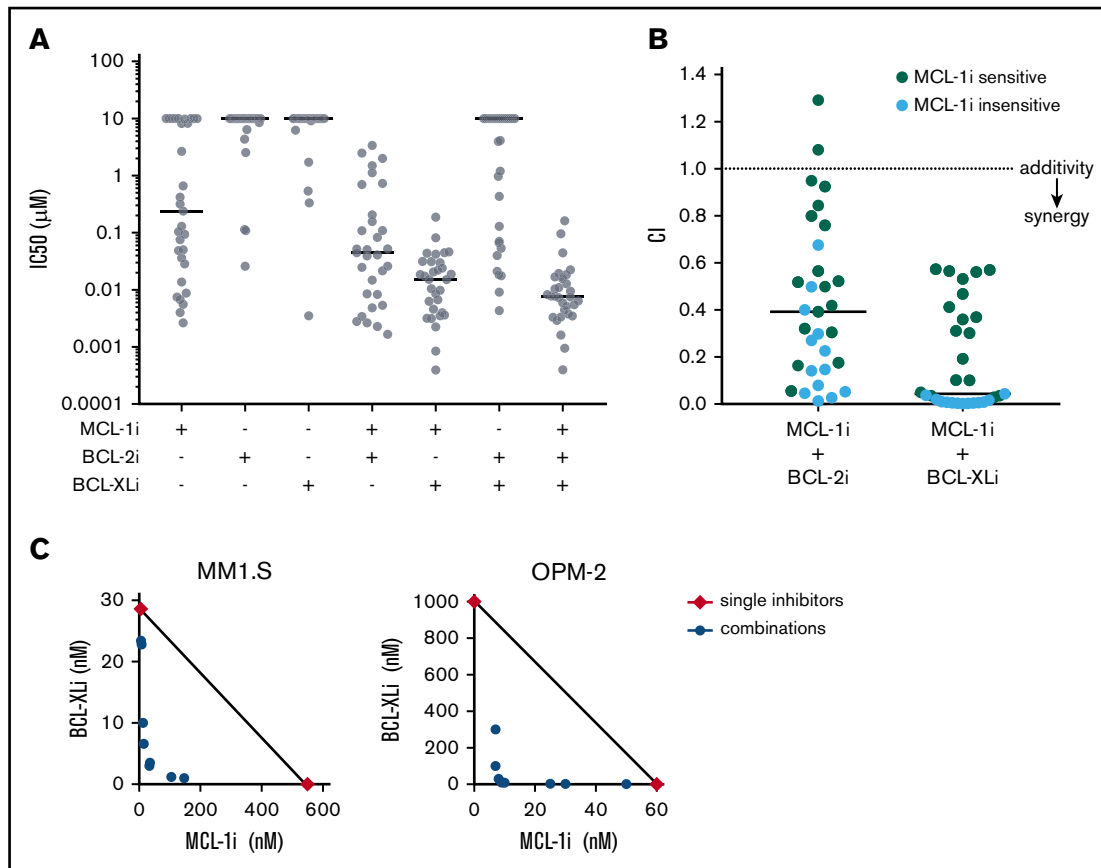 A
IC50 (μM)
100
10
1
0.1
0.01
0.001
0.0001
MCL-1i + - - + + - +
BCL-2i - + - + - + +
BCL-XLi - - + - + + +
B
CI
1.4
1.2
1.0
0.8
0.6
0.4
0.2
0.0
MCL-1i sensitive
MCL-1i insensitive
additivity
synergy
MCL-1i
+
BCL-2i
MCL-1i
+
BCL-XLi
C
MM1.S
BCL-XLi (nM)
30
20
10
0
0 200 400 600
MCL-1i (nM)
OPM-2
BCL-XLi (nM)
1000
800
600
400
200
0
0 20 40 60
MCL-1i (nM)
single inhibitors
combinations